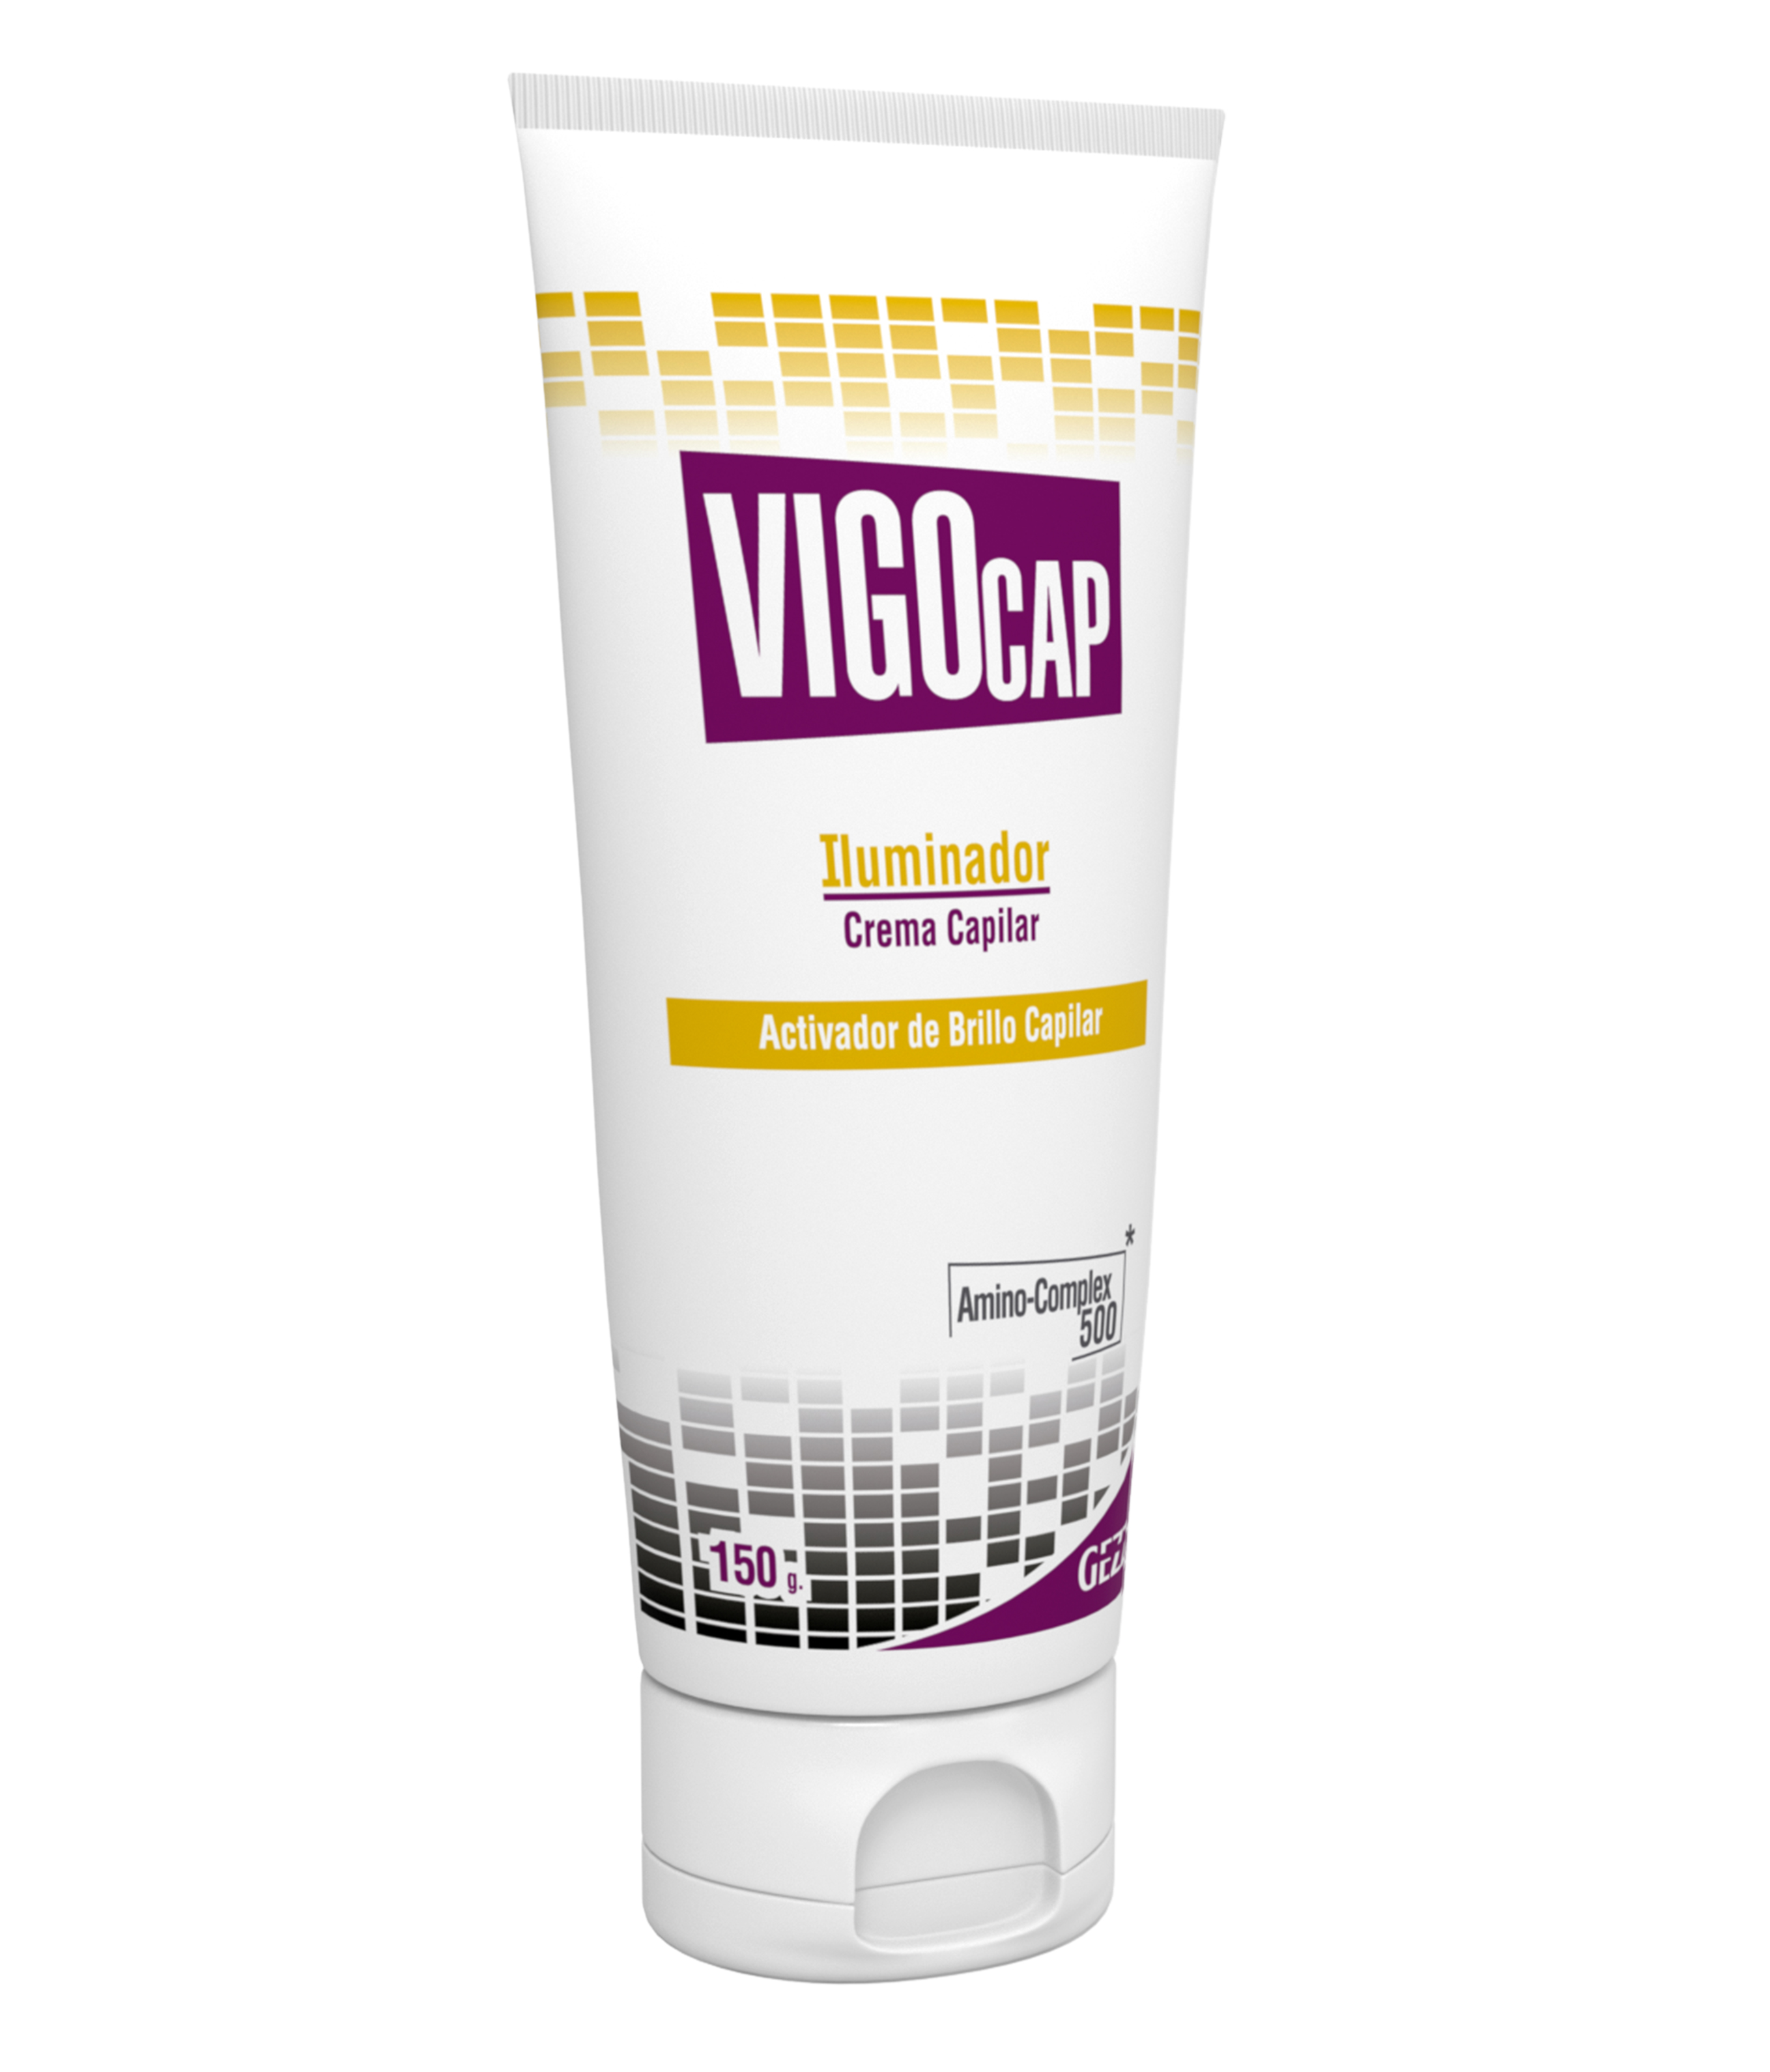 VIGOCAP
Iluminador
Crema Capilar
Activador de Brillo Capilar
*
Amino-Complex
500
150 g.